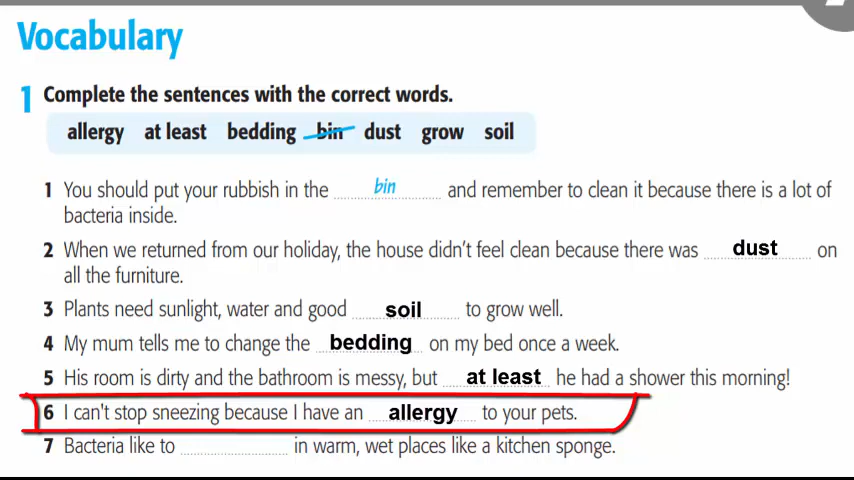 Vocabulary
1 Complete the sentences with the correct words.
allergy at least bedding bin dust grow soil
1 You should put your rubbish in the bin and remember to clean it because there is a lot of
bacteria inside.
2 When we returned from our holiday, the house didn't feel clean because there was dust on
all the furniture.
3 Plants need sunlight, water and good soil to grow well.
4 My mum tells me to change the bedding on my bed once a week.
5 His room is dirty and the bathroom is messy, but at least he had a shower this morning!
6 I can't stop sneezing because I have an allergy to your pets.
7 Bacteria like to in warm, wet places like a kitchen sponge.